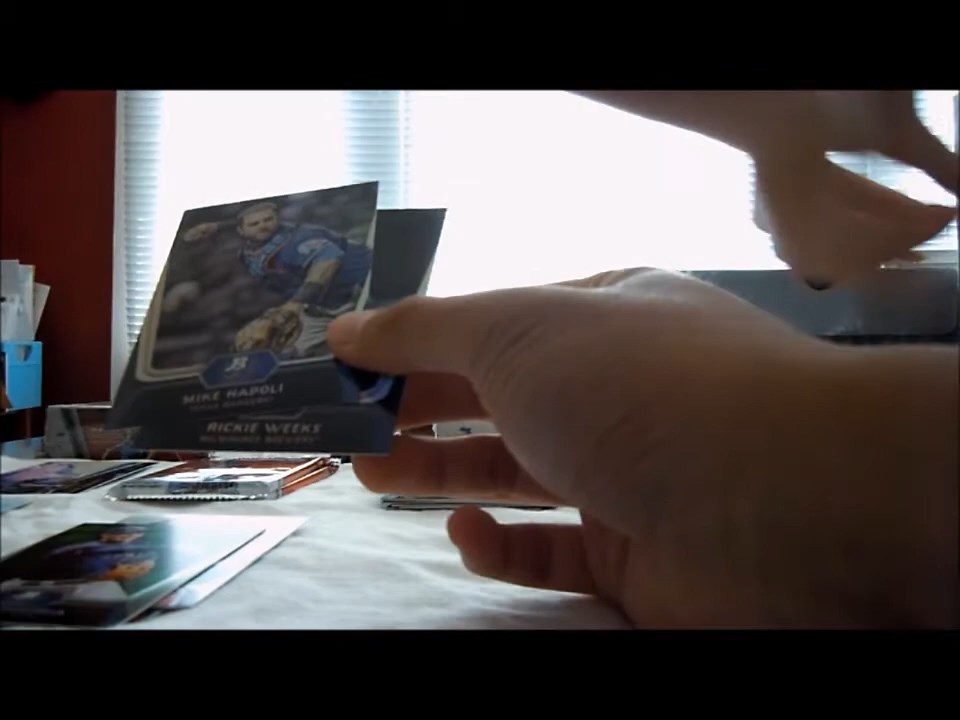 B
MIKE NAPOLI
TEXAS RANGERS
RICKIE WEEKS
MILWAUKEE BREWERS